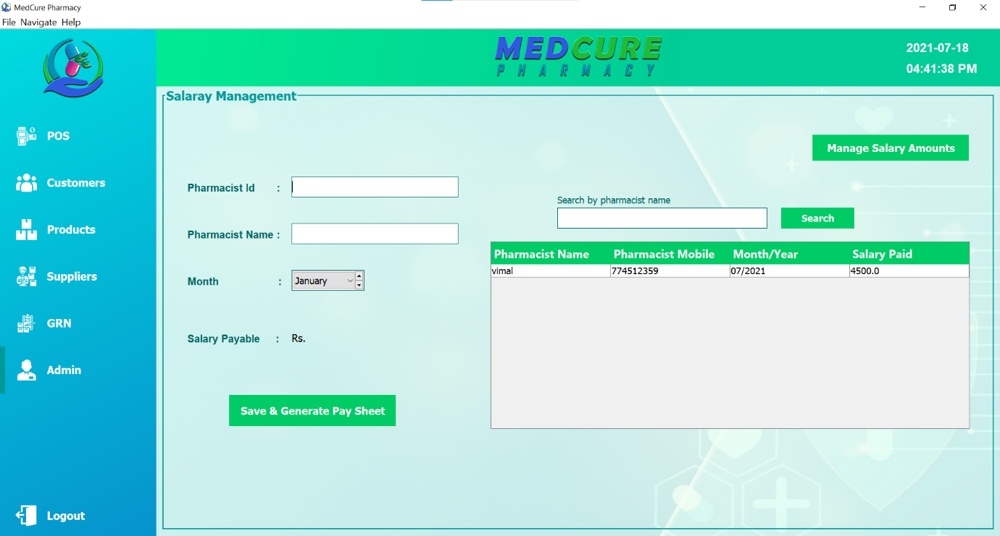 MedCure Pharmacy
File Navigate Help
MEDCURE
PHARMACY
2021-07-18
04:41:38 PM
Salaray Management
POS
Customers
Products
Suppliers
GRN
Admin
Logout
Manage Salary Amounts
Pharmacist Id :
Pharmacist Name :
Month : January
Salary Payable : Rs.
Save & Generate Pay Sheet
Search by pharmacist name
Search
Pharmacist Name Pharmacist Mobile Month/Year Salary Paid
vimal 774512359 07/2021 4500.0